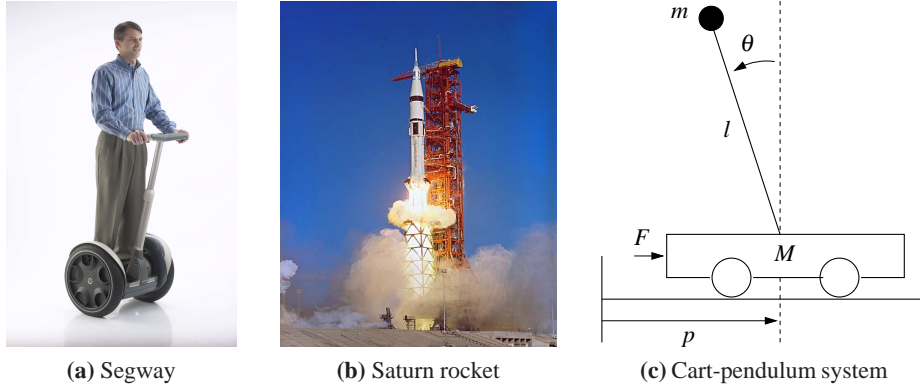 m
θ
l
F
M
p
(a) Segway
(b) Saturn rocket
(c) Cart-pendulum system